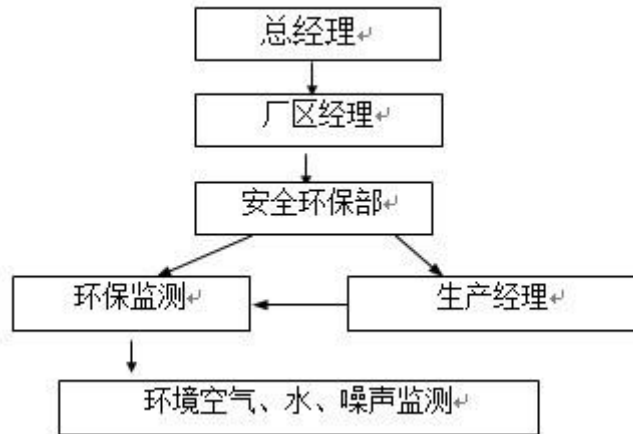 总经理
厂区经理
安全环保部
环保监测
生产经理
环境空气、水、噪声监测